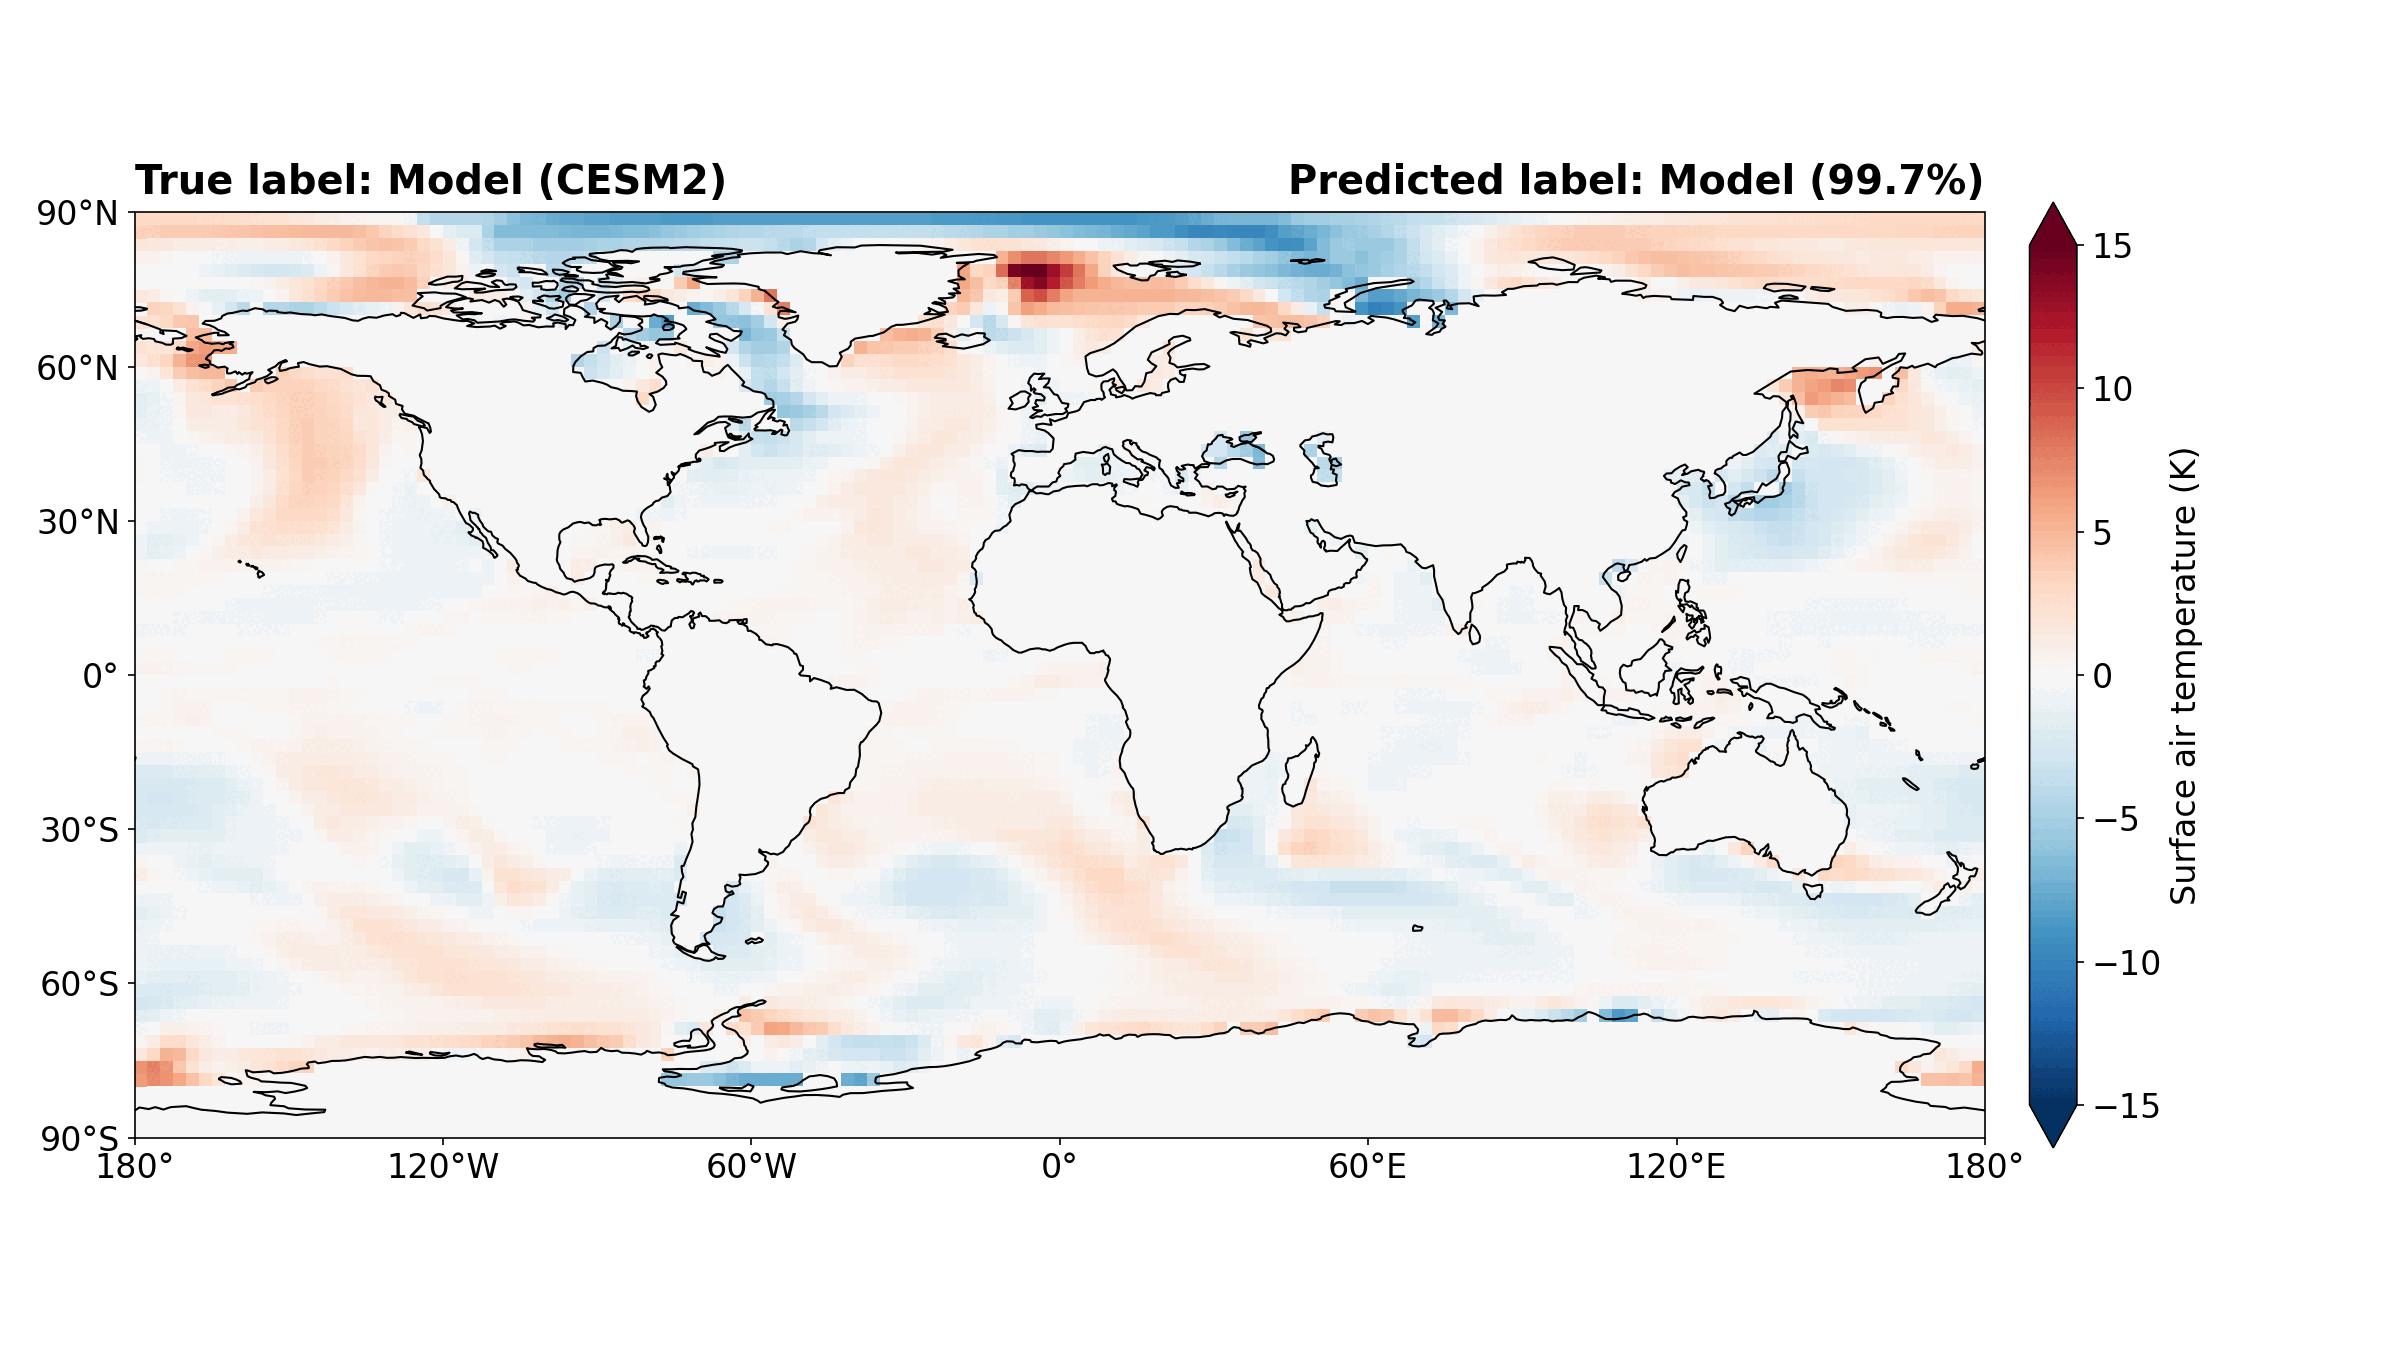 True label: Model (CESM2)
Predicted label: Model (99.7%)
90°N
60°N
30°N
0°
30°S
60°S
90°S
180°
120°W
60°W
0°
60°E
120°E
180°
15
10
5
0
−5
−10
−15
Surface air temperature (K)